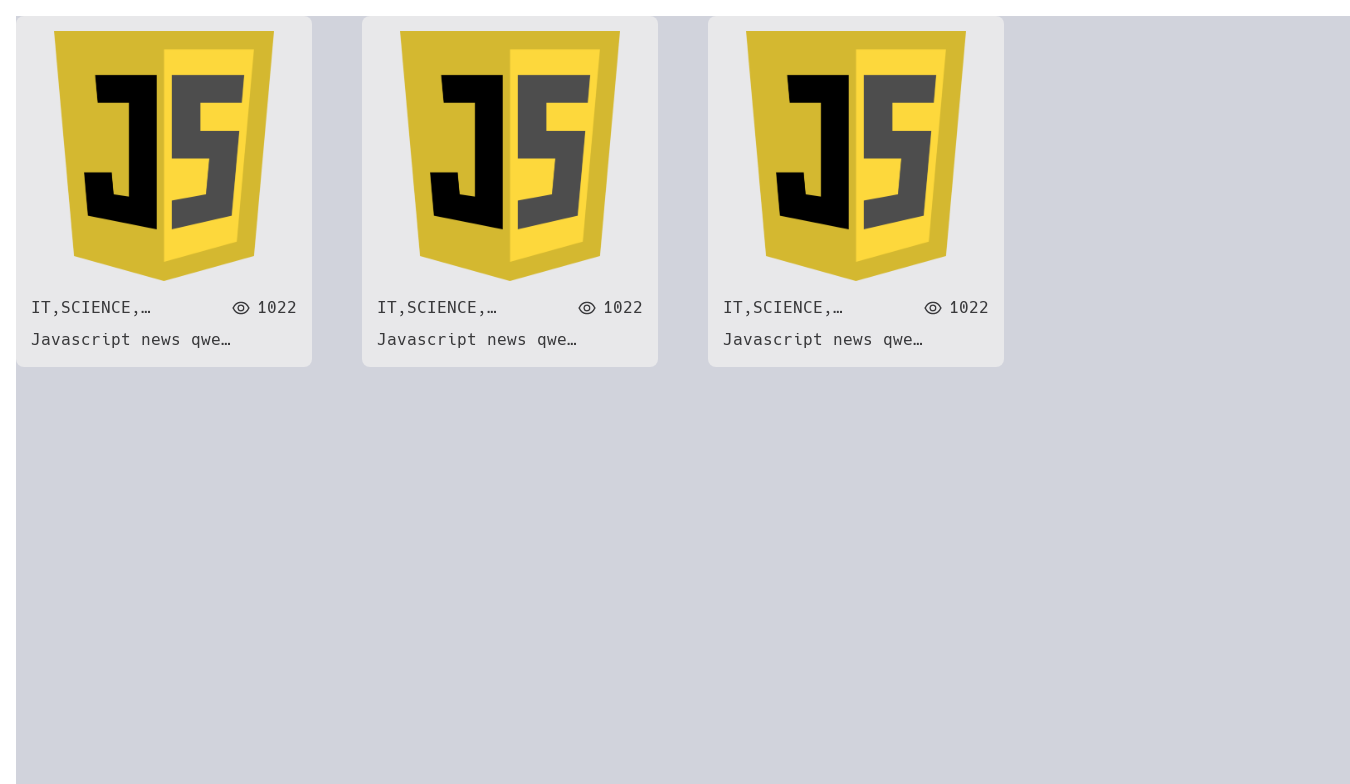 JS JS JS
IT,SCIENCE,… 1022 IT,SCIENCE,… 1022 IT,SCIENCE,… 1022
Javascript news qwe… Javascript news qwe… Javascript news qwe…